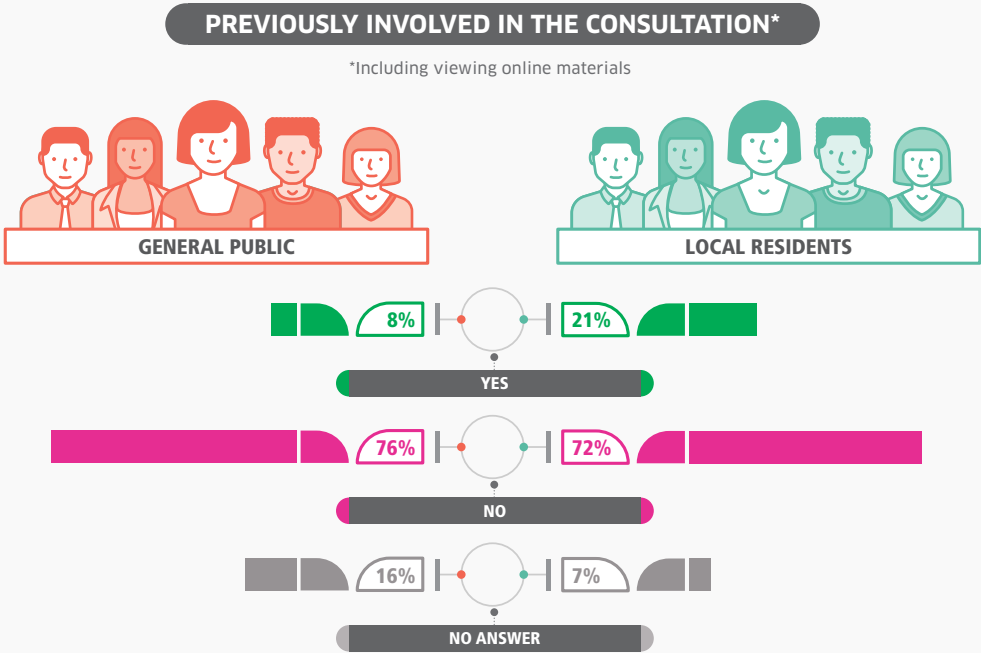 PREVIOUSLY INVOLVED IN THE CONSULTATION*
*Including viewing online materials
GENERAL PUBLIC
LOCAL RESIDENTS
8%
21%
YES
76%
72%
NO
16%
7%
NO ANSWER